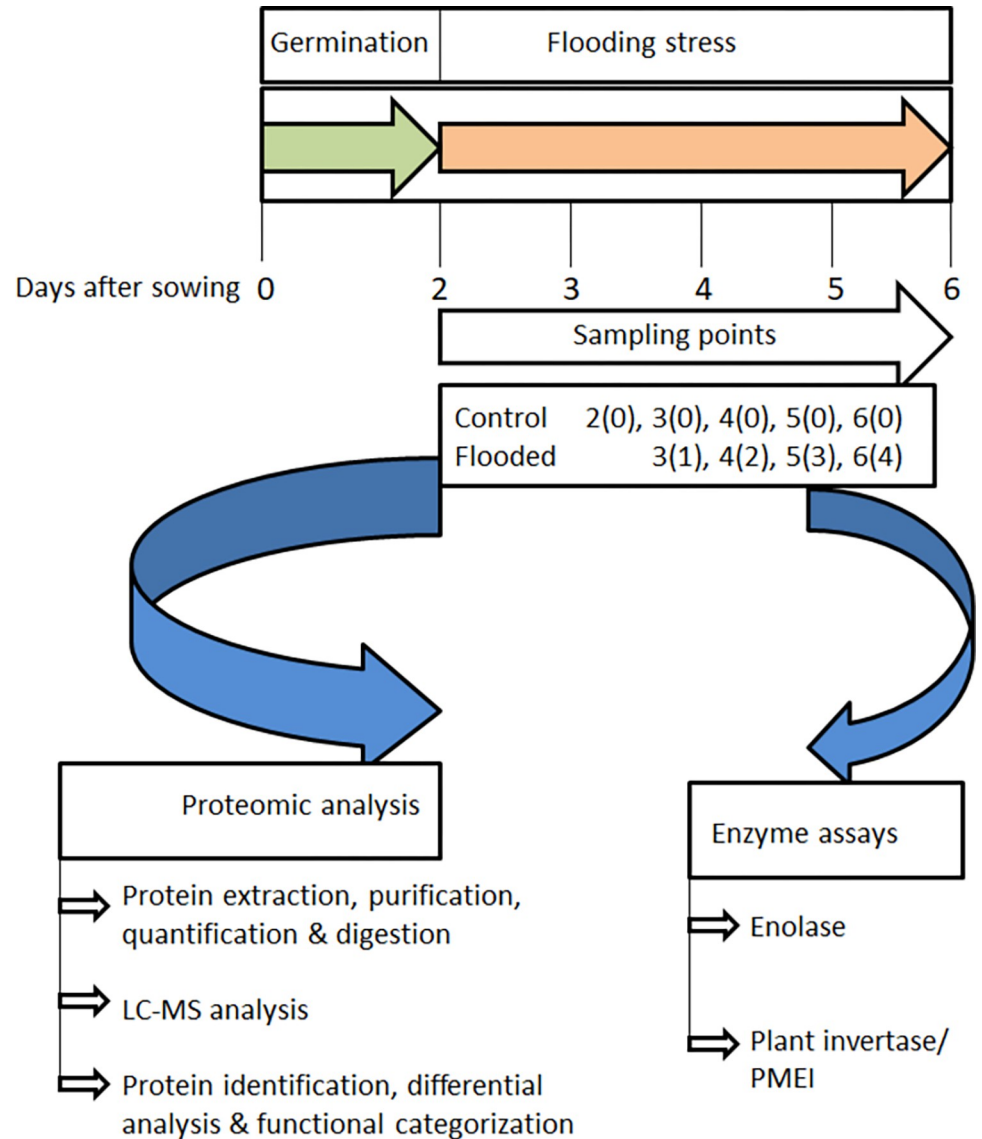 Germination Flooding stress
Days after sowing 0 2 3 4 5 6
Sampling points
Control 2(0), 3(0), 4(0), 5(0), 6(0)
Flooded 3(1), 4(2), 5(3), 6(4)
Proteomic analysis
Protein extraction, purification,
quantification & digestion
LC-MS analysis
Protein identification, differential
analysis & functional categorization
Enzyme assays
Enolase
Plant invertase/
PMEI